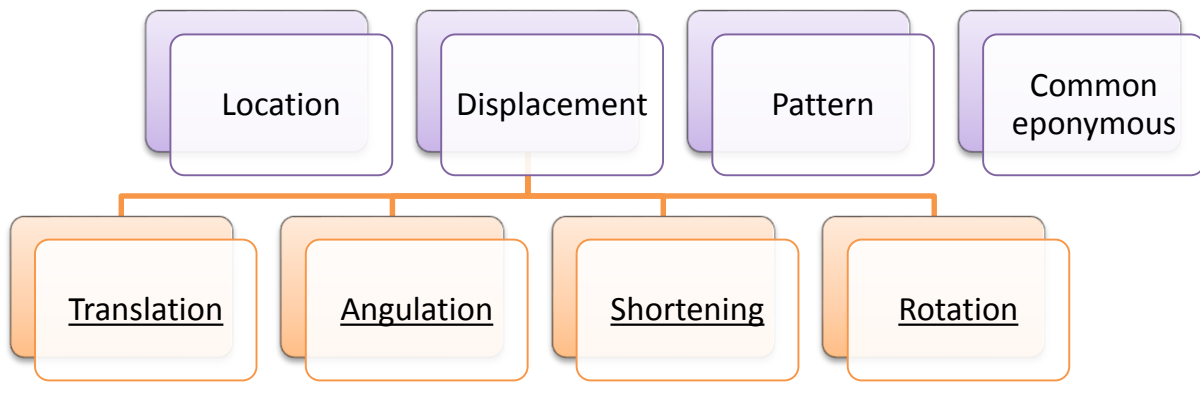 Location
Displacement
Pattern
Common
eponymous
Translation
Angulation
Shortening
Rotation